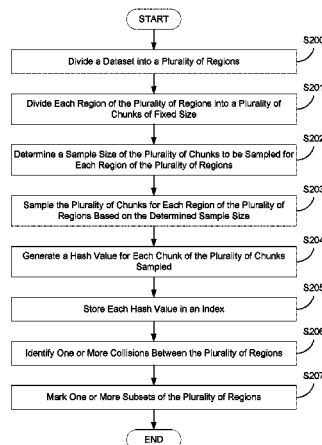 START
S200
Divide a Dataset into a Plurality of Regions
S201
Divide Each Region of the Plurality of Regions into a Plurality of
Chunks of Fixed Size
S202
Determine a Sample Size of the Plurality of Chunks to be Sampled for
Each Region of the Plurality of Regions
S203
Sample the Plurality of Chunks for Each Region of the Plurality of
Regions Based on the Determined Sample Size
S204
Generate a Hash Value for Each Chunk of the Plurality of Chunks
Sampled
S205
Store Each Hash Value in an Index
S206
Identify One or More Collisions Between the Plurality of Regions
S207
Mark One or More Subsets of the Plurality of Regions
END